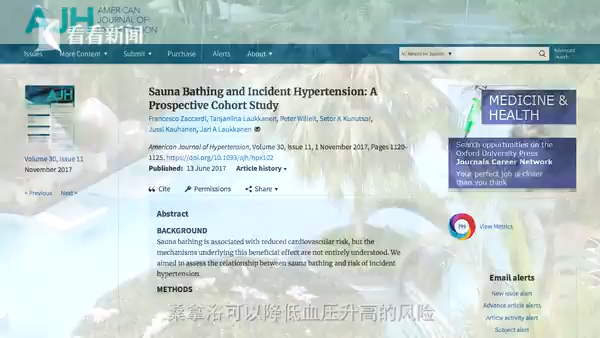 AJH AMERICAN
JOURNAL OF
看看新闻
Issues More Content ▾ Submit ▾ Purchase Alerts About ▾
All American Journal ▾
Advanced
Search
AJH
Volume 30, Issue 11
November 2017
< Previous Next >
Sauna Bathing and Incident Hypertension: A
Prospective Cohort Study
Francesco Zaccardi, Tanjaniina Laukkanen, Peter Willeit, Setor K Kunutsor,
Jussi Kauhanen, Jari A Laukkanen
American Journal of Hypertension, Volume 30, Issue 11, 1 November 2017, Pages 1120–
1125, https://doi.org/10.1093/ajh/hpx102
Published: 13 June 2017 Article history ▾
Cite Permissions Share ▾
Abstract
BACKGROUND
Sauna bathing is associated with reduced cardiovascular risk, but the
mechanisms underlying this beneficial effect are not entirely understood. We
aimed to assess the relationship between sauna bathing and risk of incident
hypertension.
METHODS
MEDICINE &
HEALTH
Search opportunities on the
Oxford University Press
Journals Career Network
Your perfect job is closer
than you think
799
View Metrics
Email alerts
New issue alert
Advance article alerts
Article activity alert
Subject alert
桑拿浴可以降低血压升高的风险